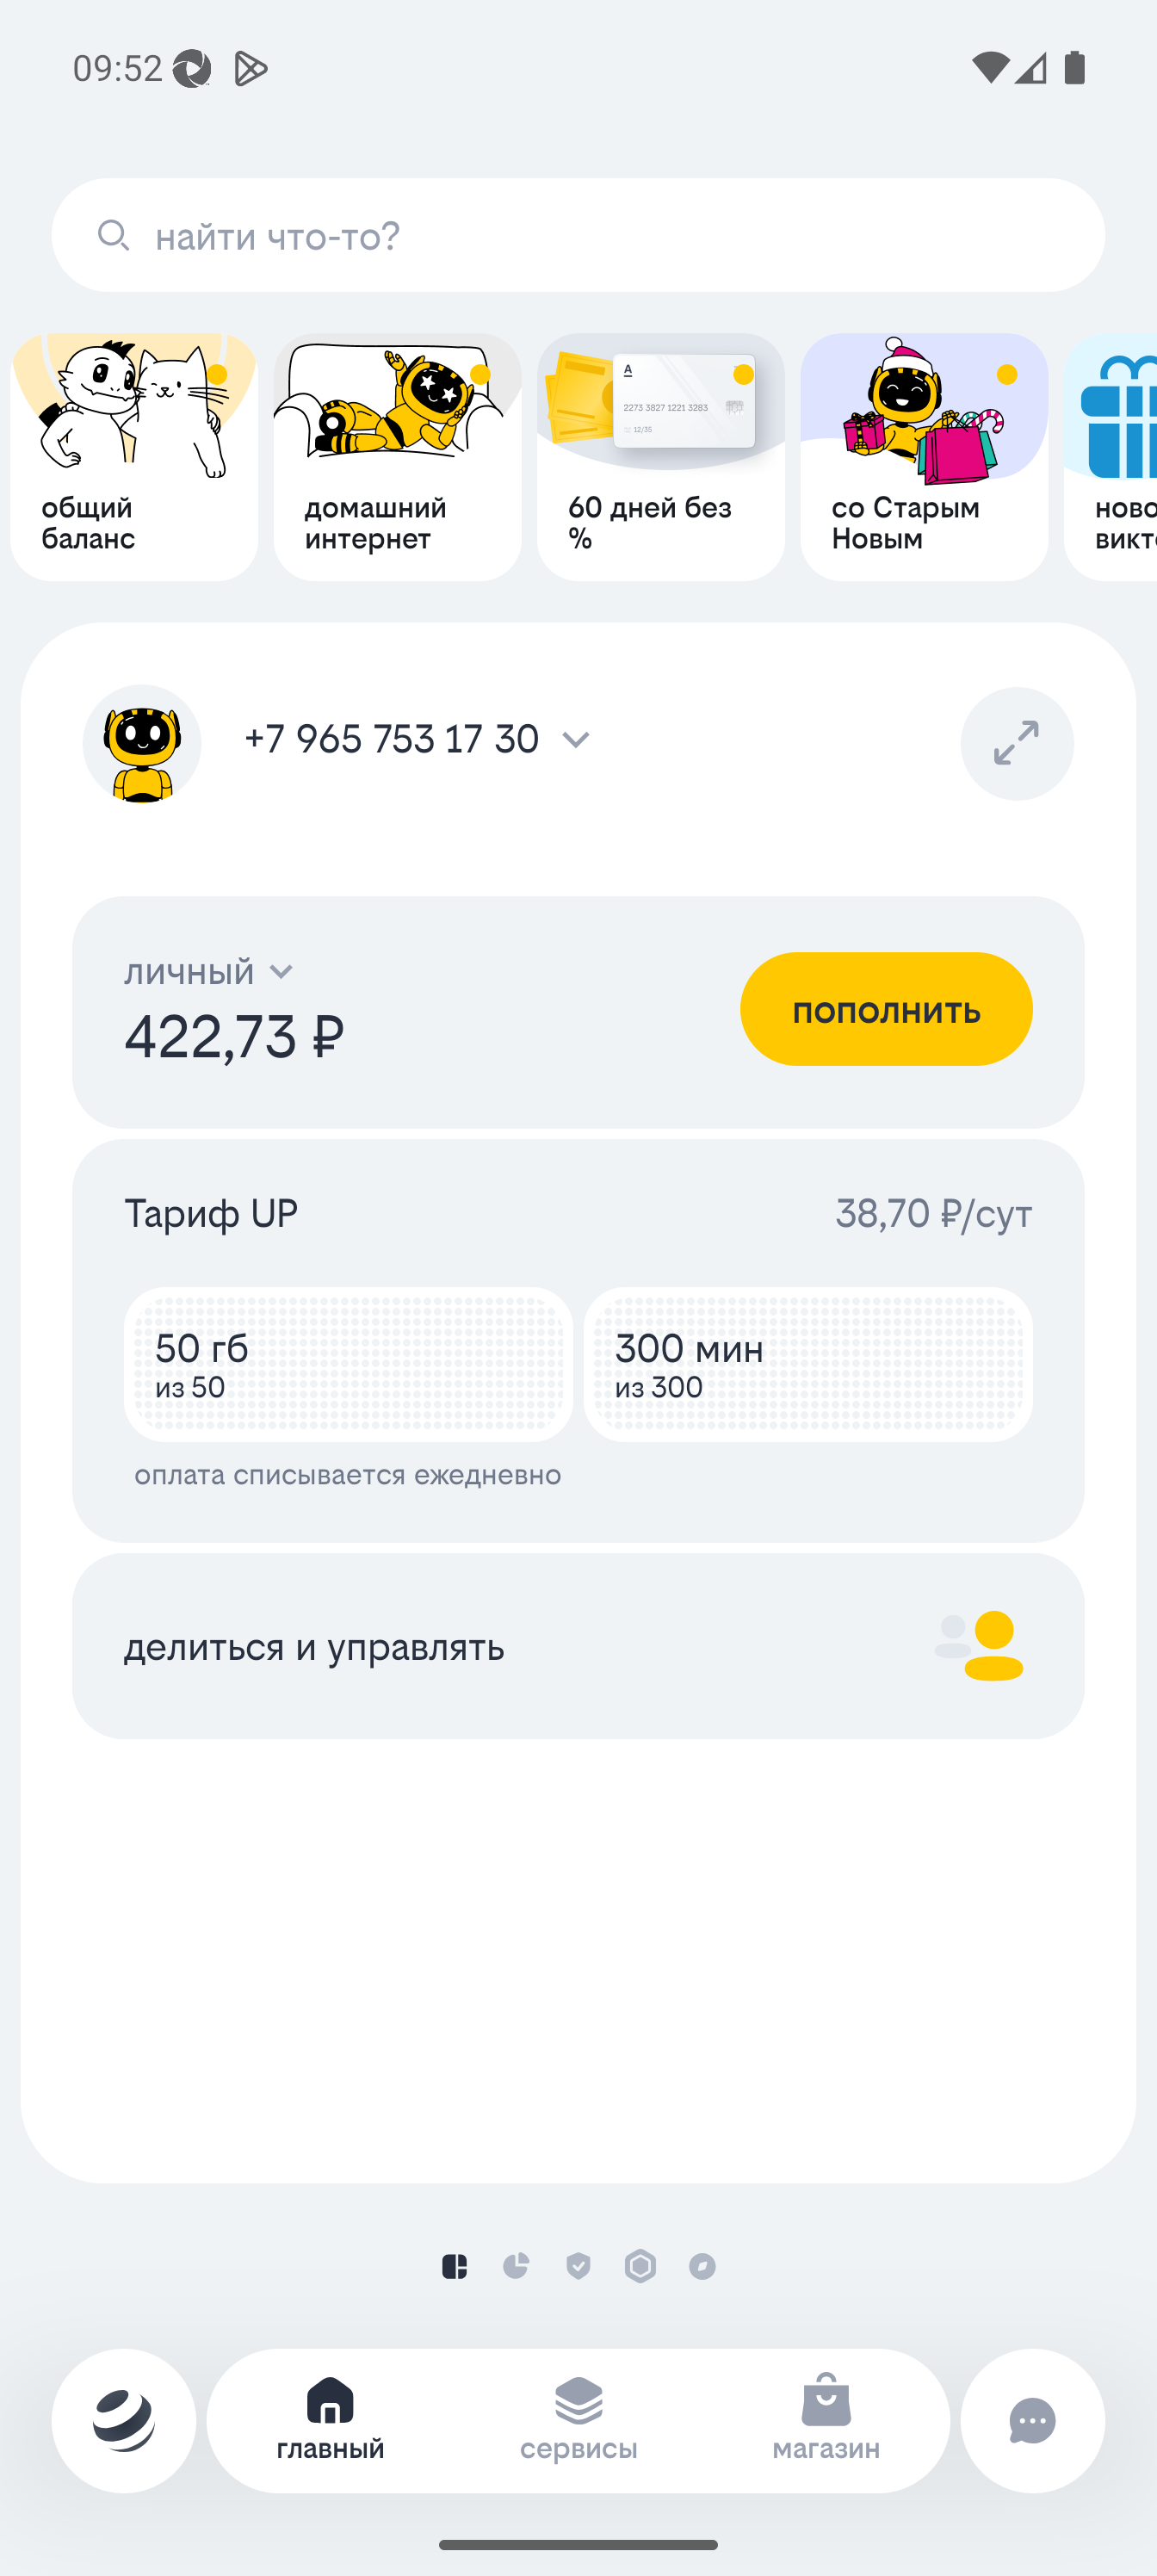 09:52
найти что-то?
общий
баланс
домашний
интернет
A
2273 3827 1221 3283
12/35
60 дней без
%
со Старым
Новым
ново
викто
+7 965 753 17 30
личный
422,73 ₽
пополнить
Тариф UP
38,70 ₽/сут
50 гб
из 50
300 мин
из 300
оплата списывается ежедневно
делиться и управлять
главный
сервисы
магазин